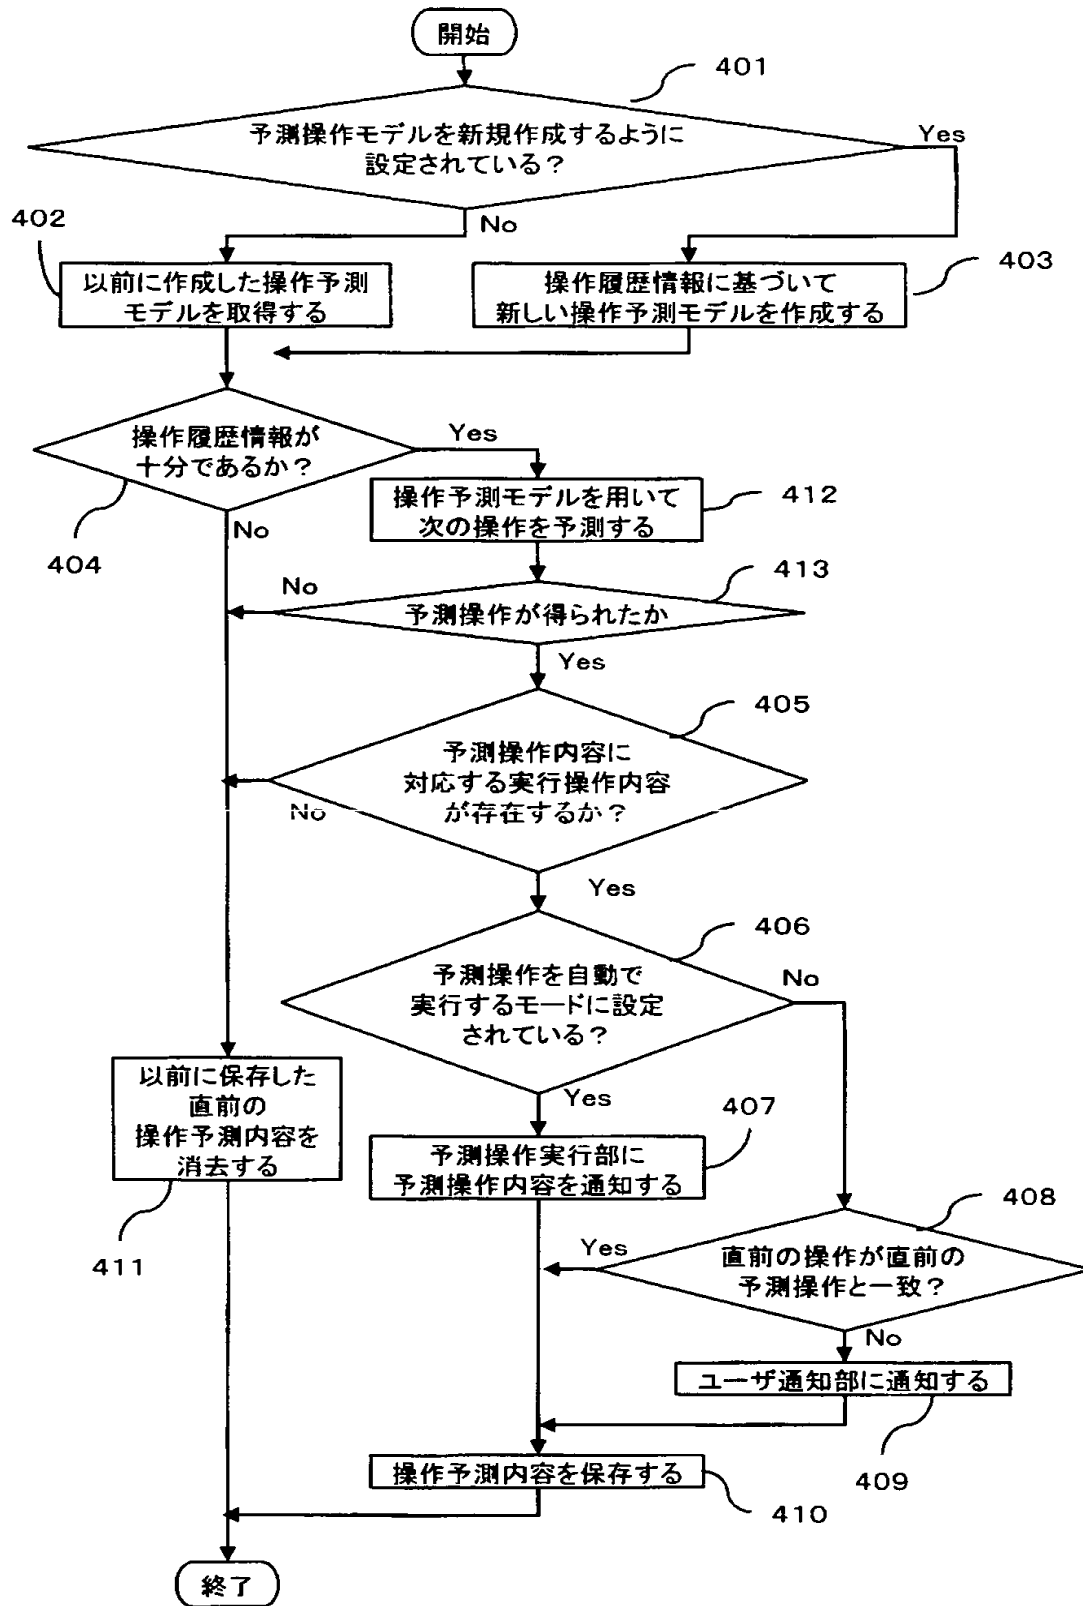 開始
401
予測操作モデルを新規作成するように
設定されている？
Yes
No
402
以前に作成した操作予測
モデルを取得する
操作履歴情報に基づいて
新しい操作予測モデルを作成する
403
操作履歴情報が
十分であるか？
Yes
No
404
操作予測モデルを用いて
次の操作を予測する
412
413
No
予測操作が得られたか
Yes
405
予測操作内容に
対応する実行操作内容
が存在するか？
No
Yes
406
予測操作を自動で
実行するモードに設定
されている？
No
Yes
以前に保存した
直前の
操作予測内容を
消去する
411
407
予測操作実行部に
予測操作内容を通知する
408
Yes
直前の操作が直前の
予測操作と一致？
No
ユーザ通知部に通知する
409
操作予測内容を保存する
410
終了